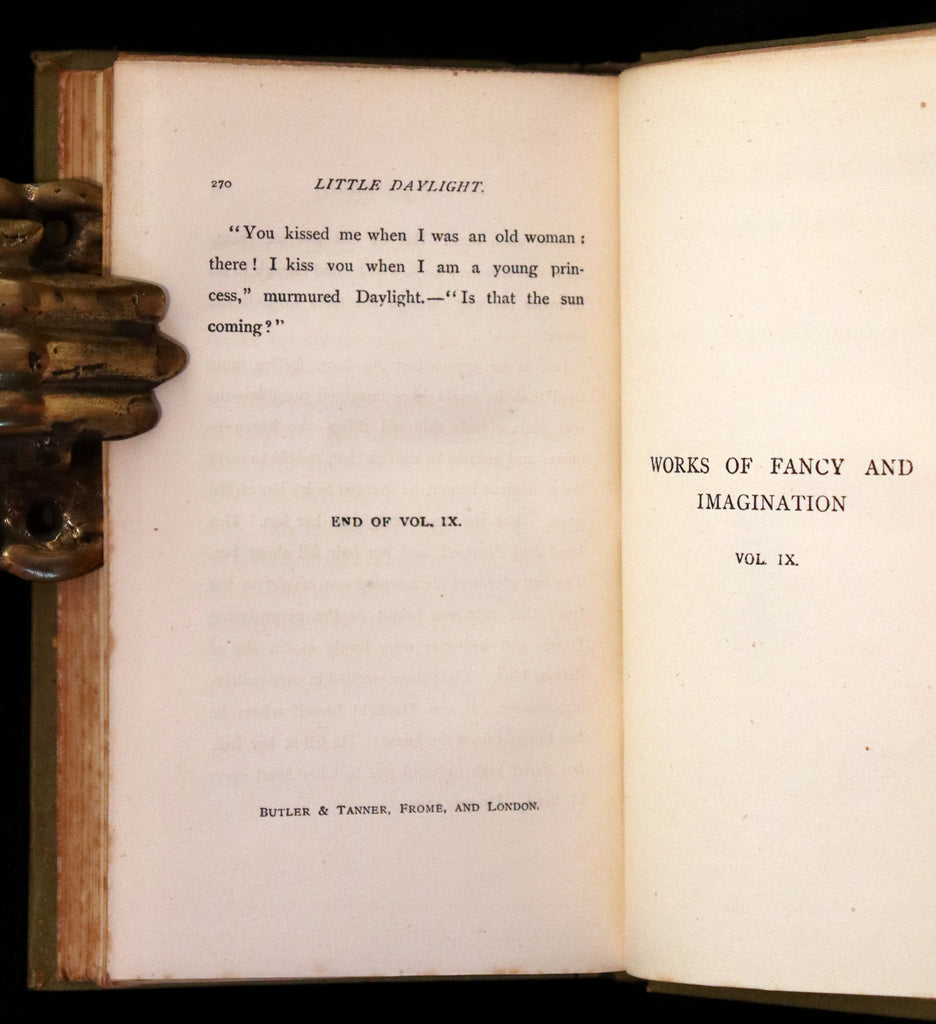 270 LITTLE DAYLIGHT.
“You kissed me when I was an old woman :
there ! I kiss you when I am a young prin-
cess,” murmured Daylight.—“Is that the sun
coming?”
END OF VOL. IX.
BUTLER & TANNER, FROME, AND LONDON.
WORKS OF FANCY AND
IMAGINATION
VOL. IX.